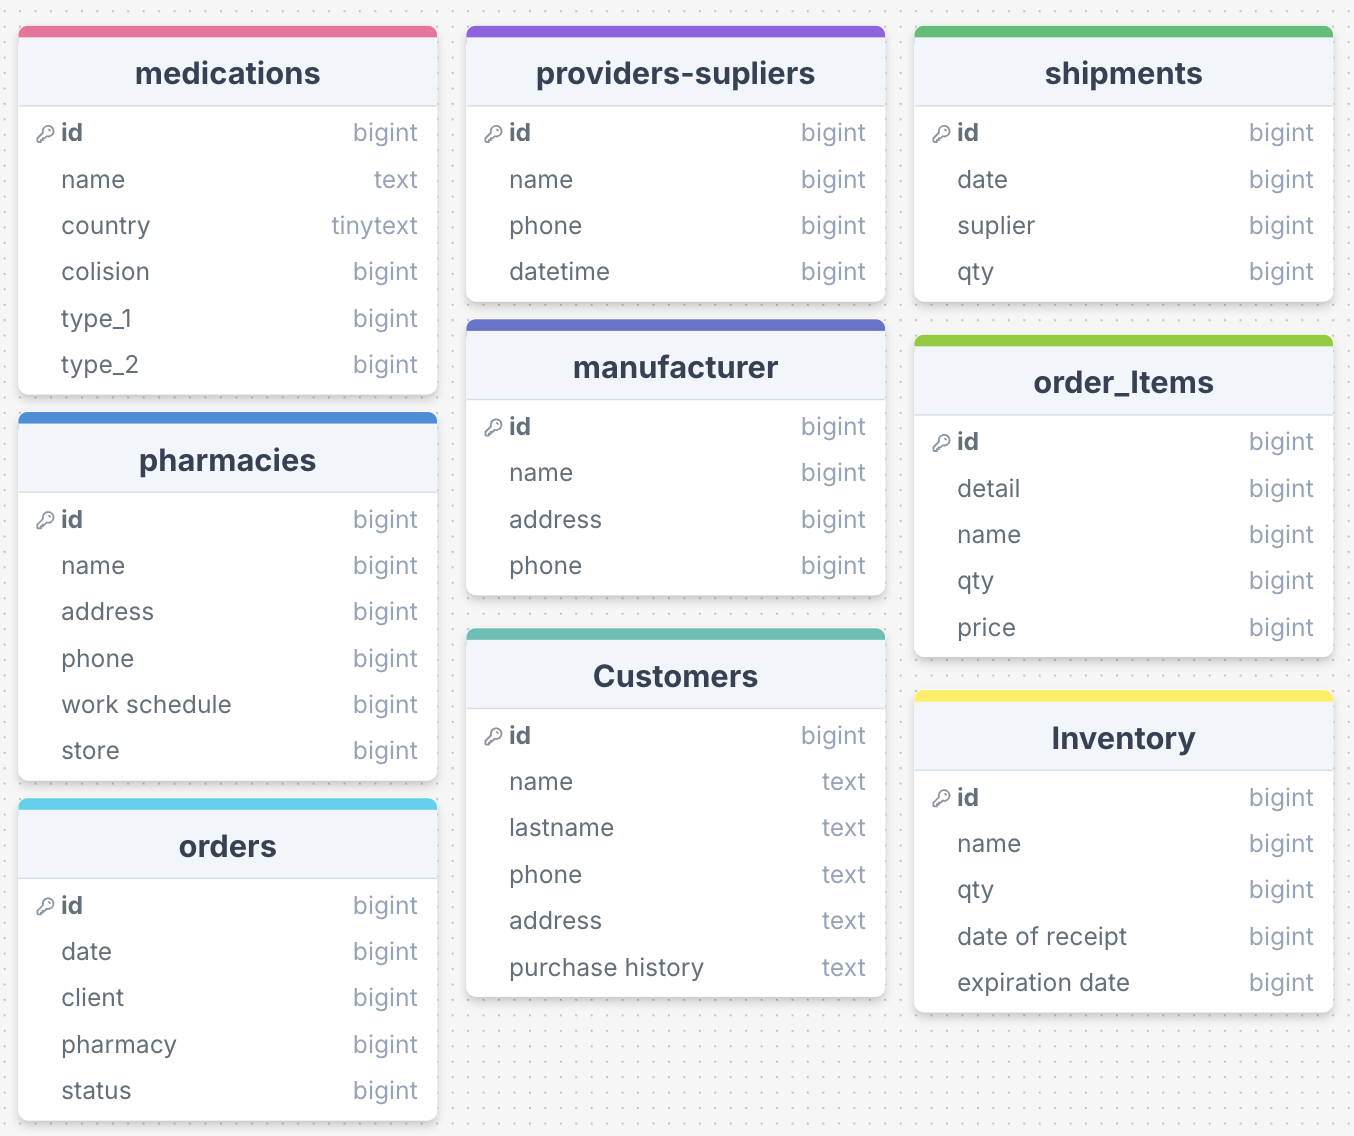 medications
id bigint
name text
country tinytext
colision bigint
type_1 bigint
type_2 bigint
pharmacies
id bigint
name bigint
address bigint
phone bigint
work schedule bigint
store bigint
orders
id bigint
date bigint
client bigint
pharmacy bigint
status bigint
providers-supliers
id bigint
name bigint
phone bigint
datetime bigint
manufacturer
id bigint
name bigint
address bigint
phone bigint
Customers
id bigint
name text
lastname text
phone text
address text
purchase history text
shipments
id bigint
date bigint
suplier bigint
qty bigint
order_Items
id bigint
detail bigint
name bigint
qty bigint
price bigint
Inventory
id bigint
name bigint
qty bigint
date of receipt bigint
expiration date bigint